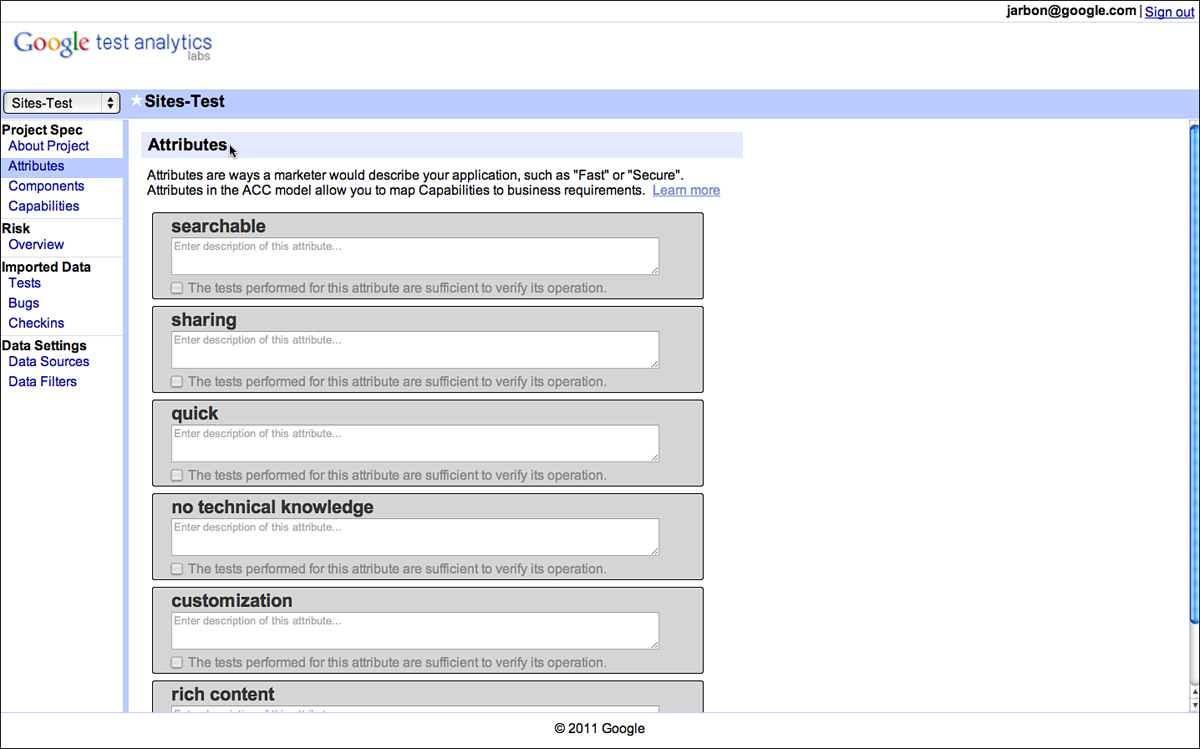 jarbon@google.com | Sign out
Google test analytics
labs
Sites-Test
Sites-Test
Project Spec
About Project
Attributes
Components
Capabilities
Risk
Overview
Imported Data
Tests
Bugs
Checkins
Data Settings
Data Sources
Data Filters
Attributes
Attributes are ways a marketer would describe your application, such as "Fast" or "Secure".
Attributes in the ACC model allow you to map Capabilities to business requirements. Learn more
searchable
Enter description of this attribute...
The tests performed for this attribute are sufficient to verify its operation.
sharing
Enter description of this attribute...
The tests performed for this attribute are sufficient to verify its operation.
quick
Enter description of this attribute...
The tests performed for this attribute are sufficient to verify its operation.
no technical knowledge
Enter description of this attribute...
The tests performed for this attribute are sufficient to verify its operation.
customization
Enter description of this attribute...
The tests performed for this attribute are sufficient to verify its operation.
rich content
© 2011 Google